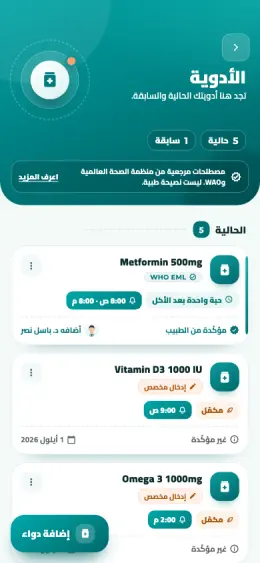 الأدوية
تجد هنا أدويتك الحالية والسابقة.
5 حالية
1 سابقة
مصطلحات مرجعية من منظمة الصحة العالمية
وWAO. ليست نصيحة طبية.
اعرف المزيد
الحالية 5
Metformin 500mg
WHO EML
حبة واحدة بعد الأكل
8:00 ص · 8:00 م
مؤكّدة من الطبيب
أضافه د. باسل نصر
Vitamin D3 1000 IU
إدخال مخصص
مكمّل
9:00 ص
غير مؤكّدة
1 أيلول 2026
Omega 3 1000mg
إدخال مخصص
مكمّل
2:00 م
غير مؤكّدة
إضافة دواء